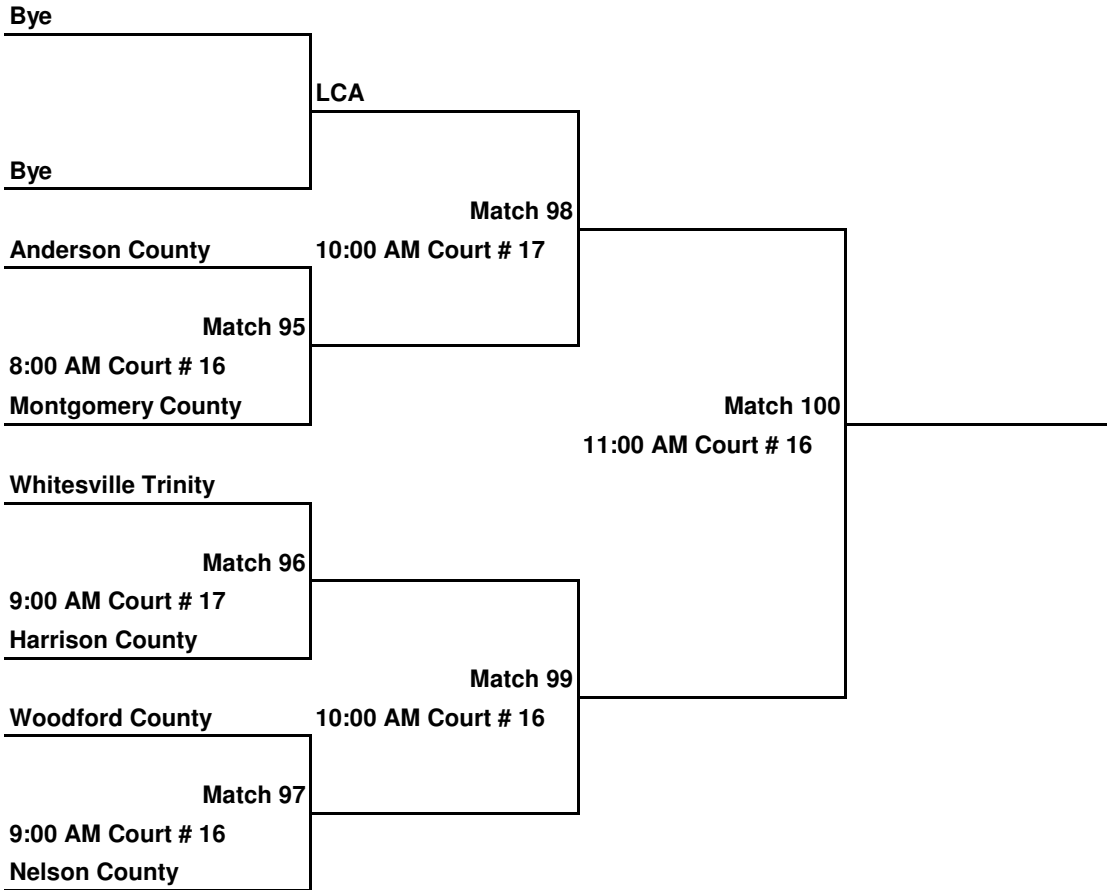 Bye
LCA
Bye
Match 98
Anderson County
10:00 AM Court # 17
Match 95
8:00 AM Court # 16
Montgomery County
Match 100
11:00 AM Court # 16
Whitesville Trinity
Match 96
9:00 AM Court # 17
Harrison County
Match 99
Woodford County
10:00 AM Court # 16
Match 97
9:00 AM Court # 16
Nelson County